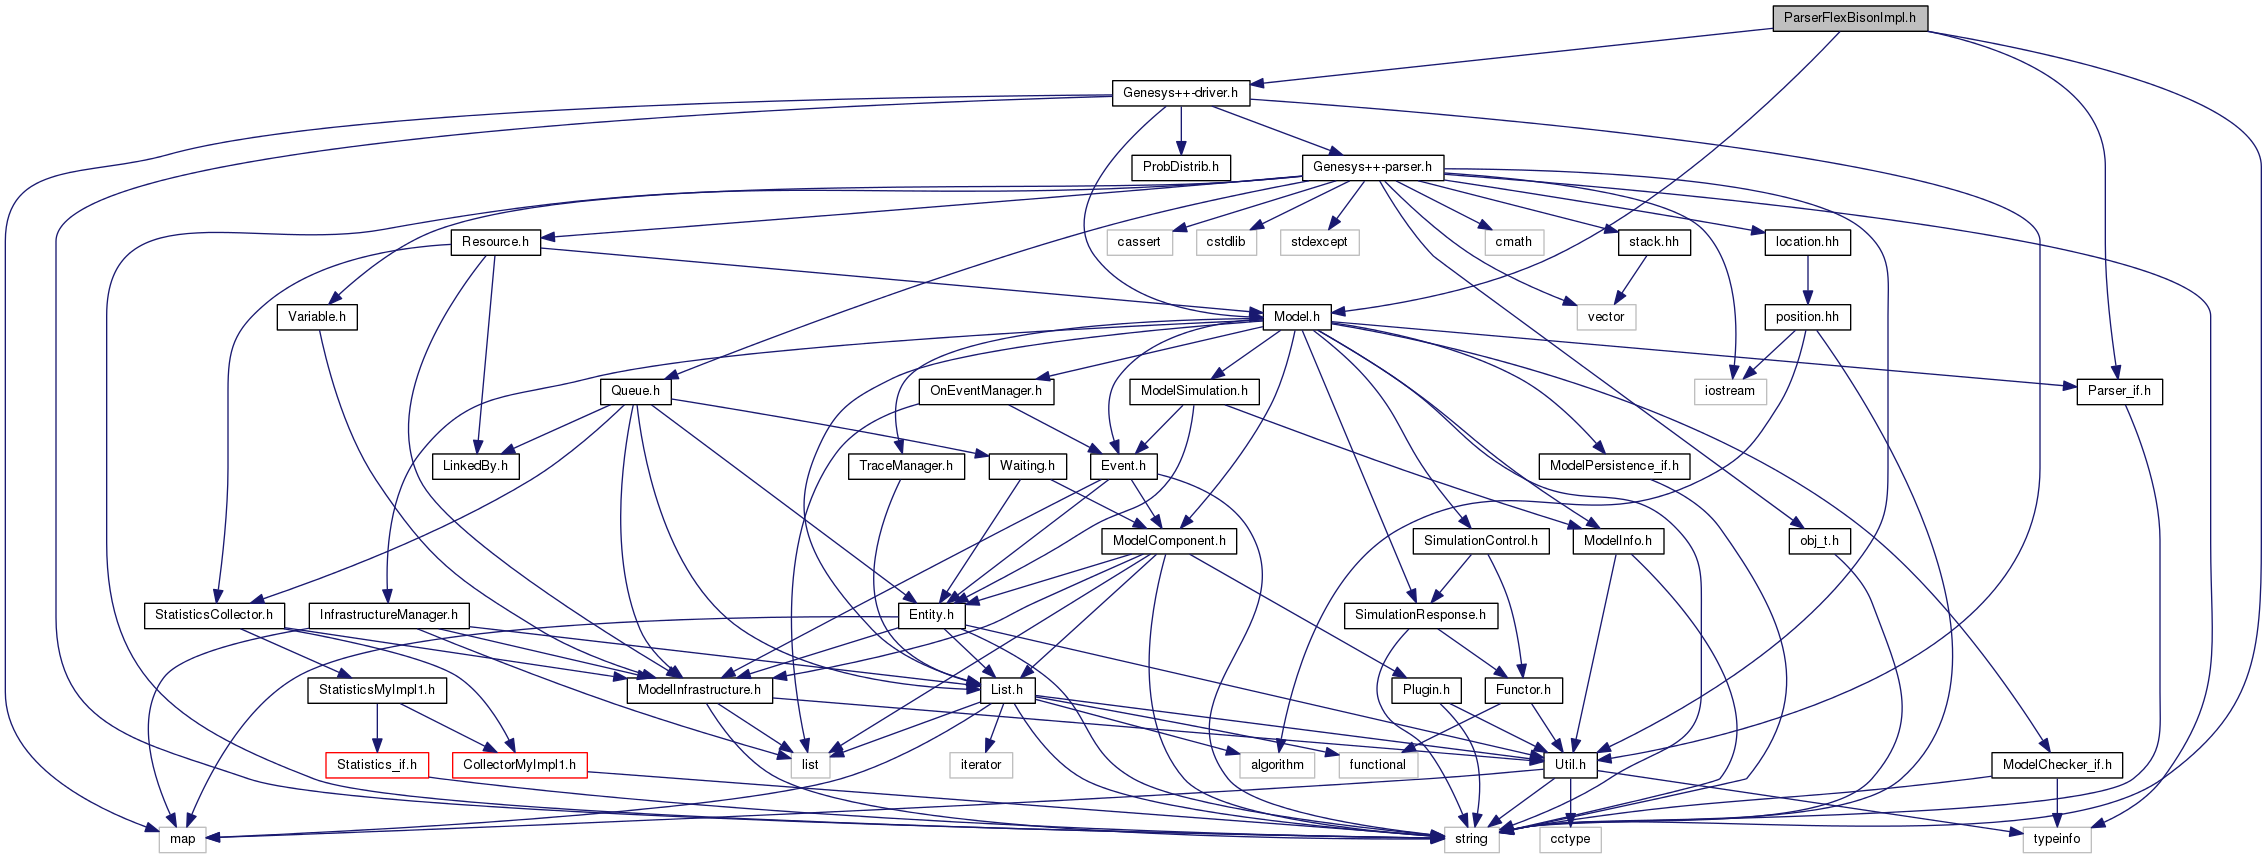 ParserFlexBisonImpl.h
Genesys++-driver.h
ProbDistrib.h
Genesys++-parser.h
Resource.h
cassert
cstdlib
stdexcept
cmath
stack.hh
location.hh
Variable.h
Model.h
vector
position.hh
Queue.h
OnEventManager.h
ModelSimulation.h
iostream
Parser_if.h
LinkedBy.h
TraceManager.h
Waiting.h
Event.h
ModelPersistence_if.h
ModelComponent.h
SimulationControl.h
ModelInfo.h
obj_t.h
StatisticsCollector.h
InfrastructureManager.h
Entity.h
SimulationResponse.h
StatisticsMyImpl1.h
ModelInfrastructure.h
List.h
Plugin.h
Functor.h
Statistics_if.h
CollectorMyImpl1.h
list
iterator
algorithm
functional
Util.h
ModelChecker_if.h
map
string
cctype
typeinfo